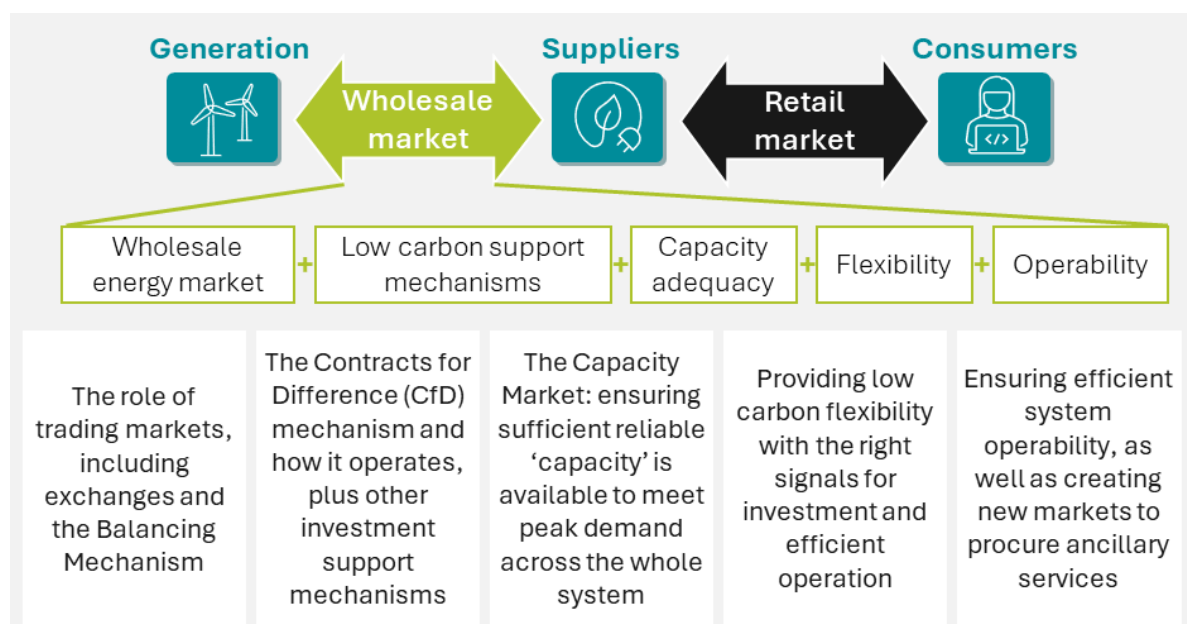 Generation
Suppliers
Consumers
Wholesale
market
Retail
market
</>
Wholesale
energy market
+
Low carbon support
mechanisms
+
Capacity
adequacy
+
Flexibility
+
Operability
The role of
trading markets,
including
exchanges and
the Balancing
Mechanism
The Contracts for
Difference (CfD)
mechanism and
how it operates,
plus other
investment
support
mechanisms
The Capacity
Market: ensuring
sufficient reliable
‘capacity’ is
available to meet
peak demand
across the whole
system
Providing low
carbon flexibility
with the right
signals for
investment and
efficient
operation
Ensuring efficient
system
operability, as
well as creating
new markets to
procure ancillary
services